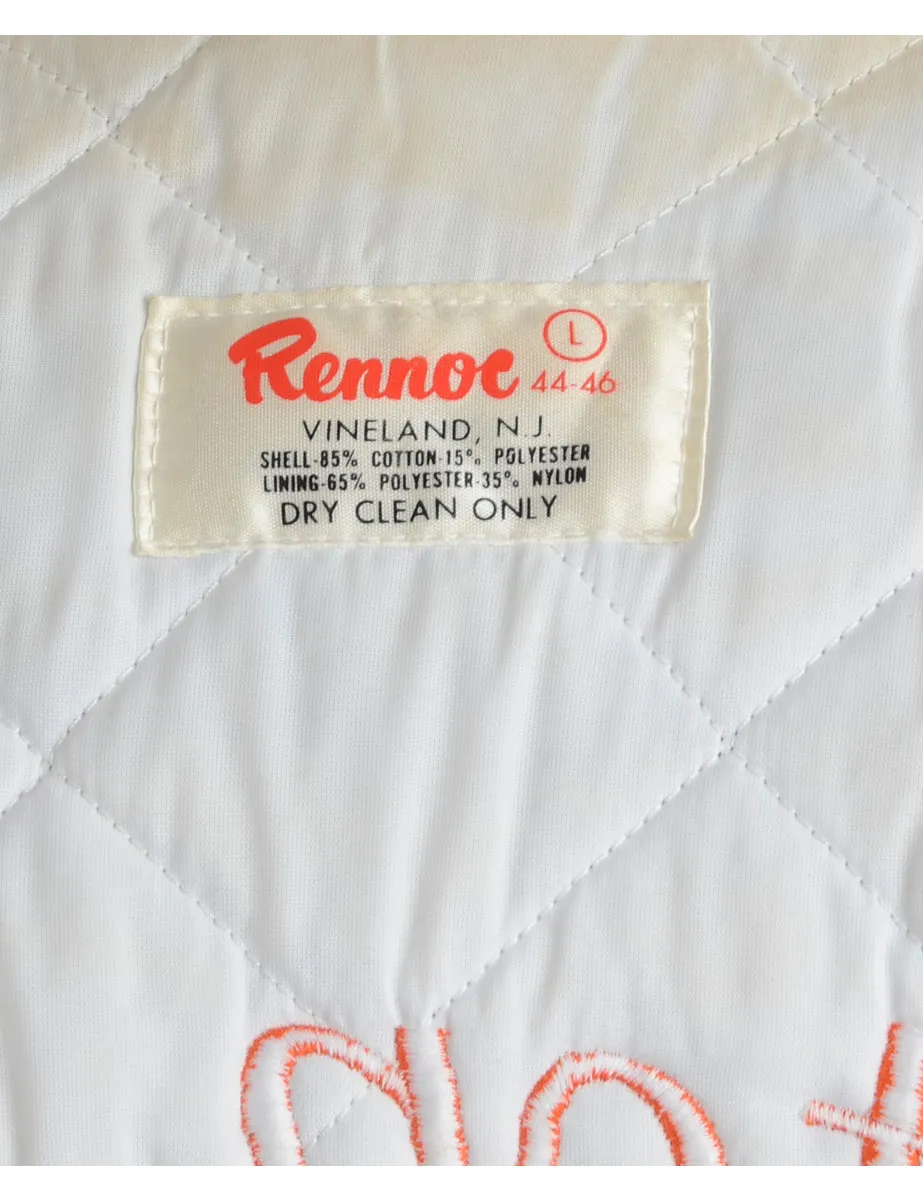 Rennoc L
44-46
VINELAND, N.J.
SHELL-85% COTTON-15% POLYESTER
LINING-65% POLYESTER-35% NYLON
DRY CLEAN ONLY